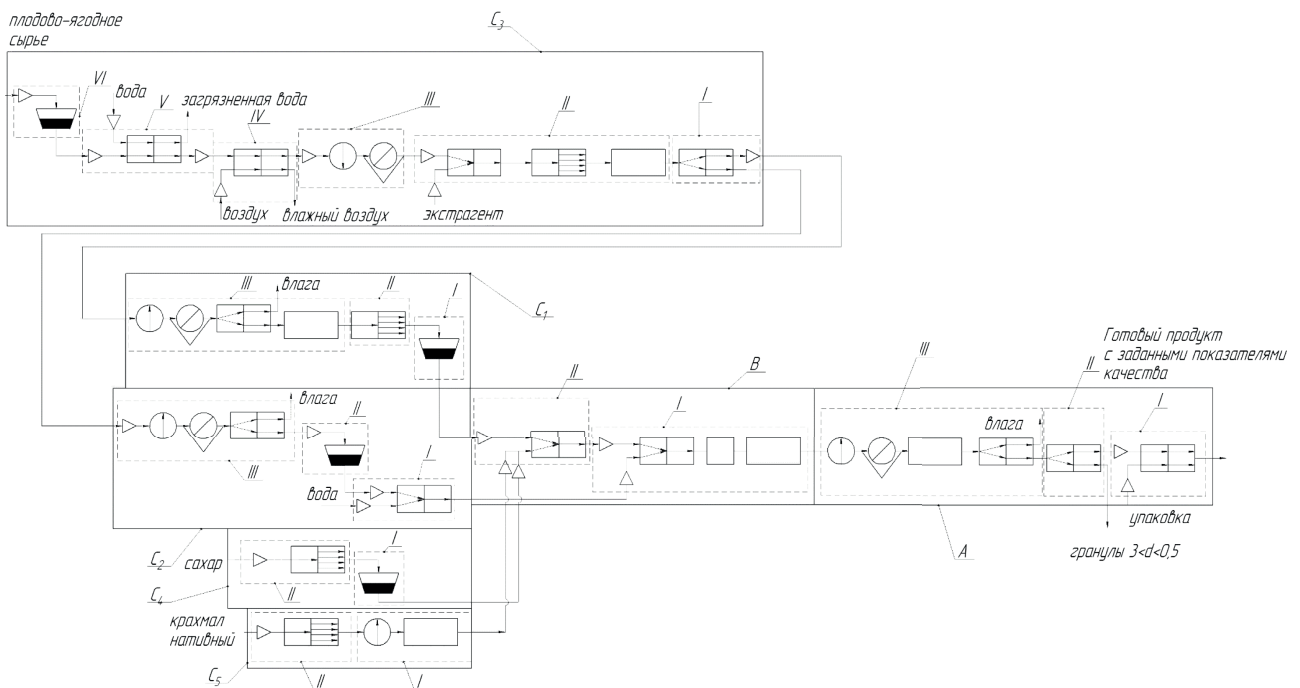 плодово-ягодное
сырье
C₃
VI
вода
V
загрязненная вода
IV
III
II
I
воздух
влажный воздух
экстрагент
III
влага
II
I
C₁
влага
II
III
вода
I
C₂
II
B
I
III
влага
Готовый продукт
с заданными показателями
качества
II
I
упаковка
A
гранулы 3<d<0,5
сахар
C₄
II
I
крахмал
нативный
C₅
II
I